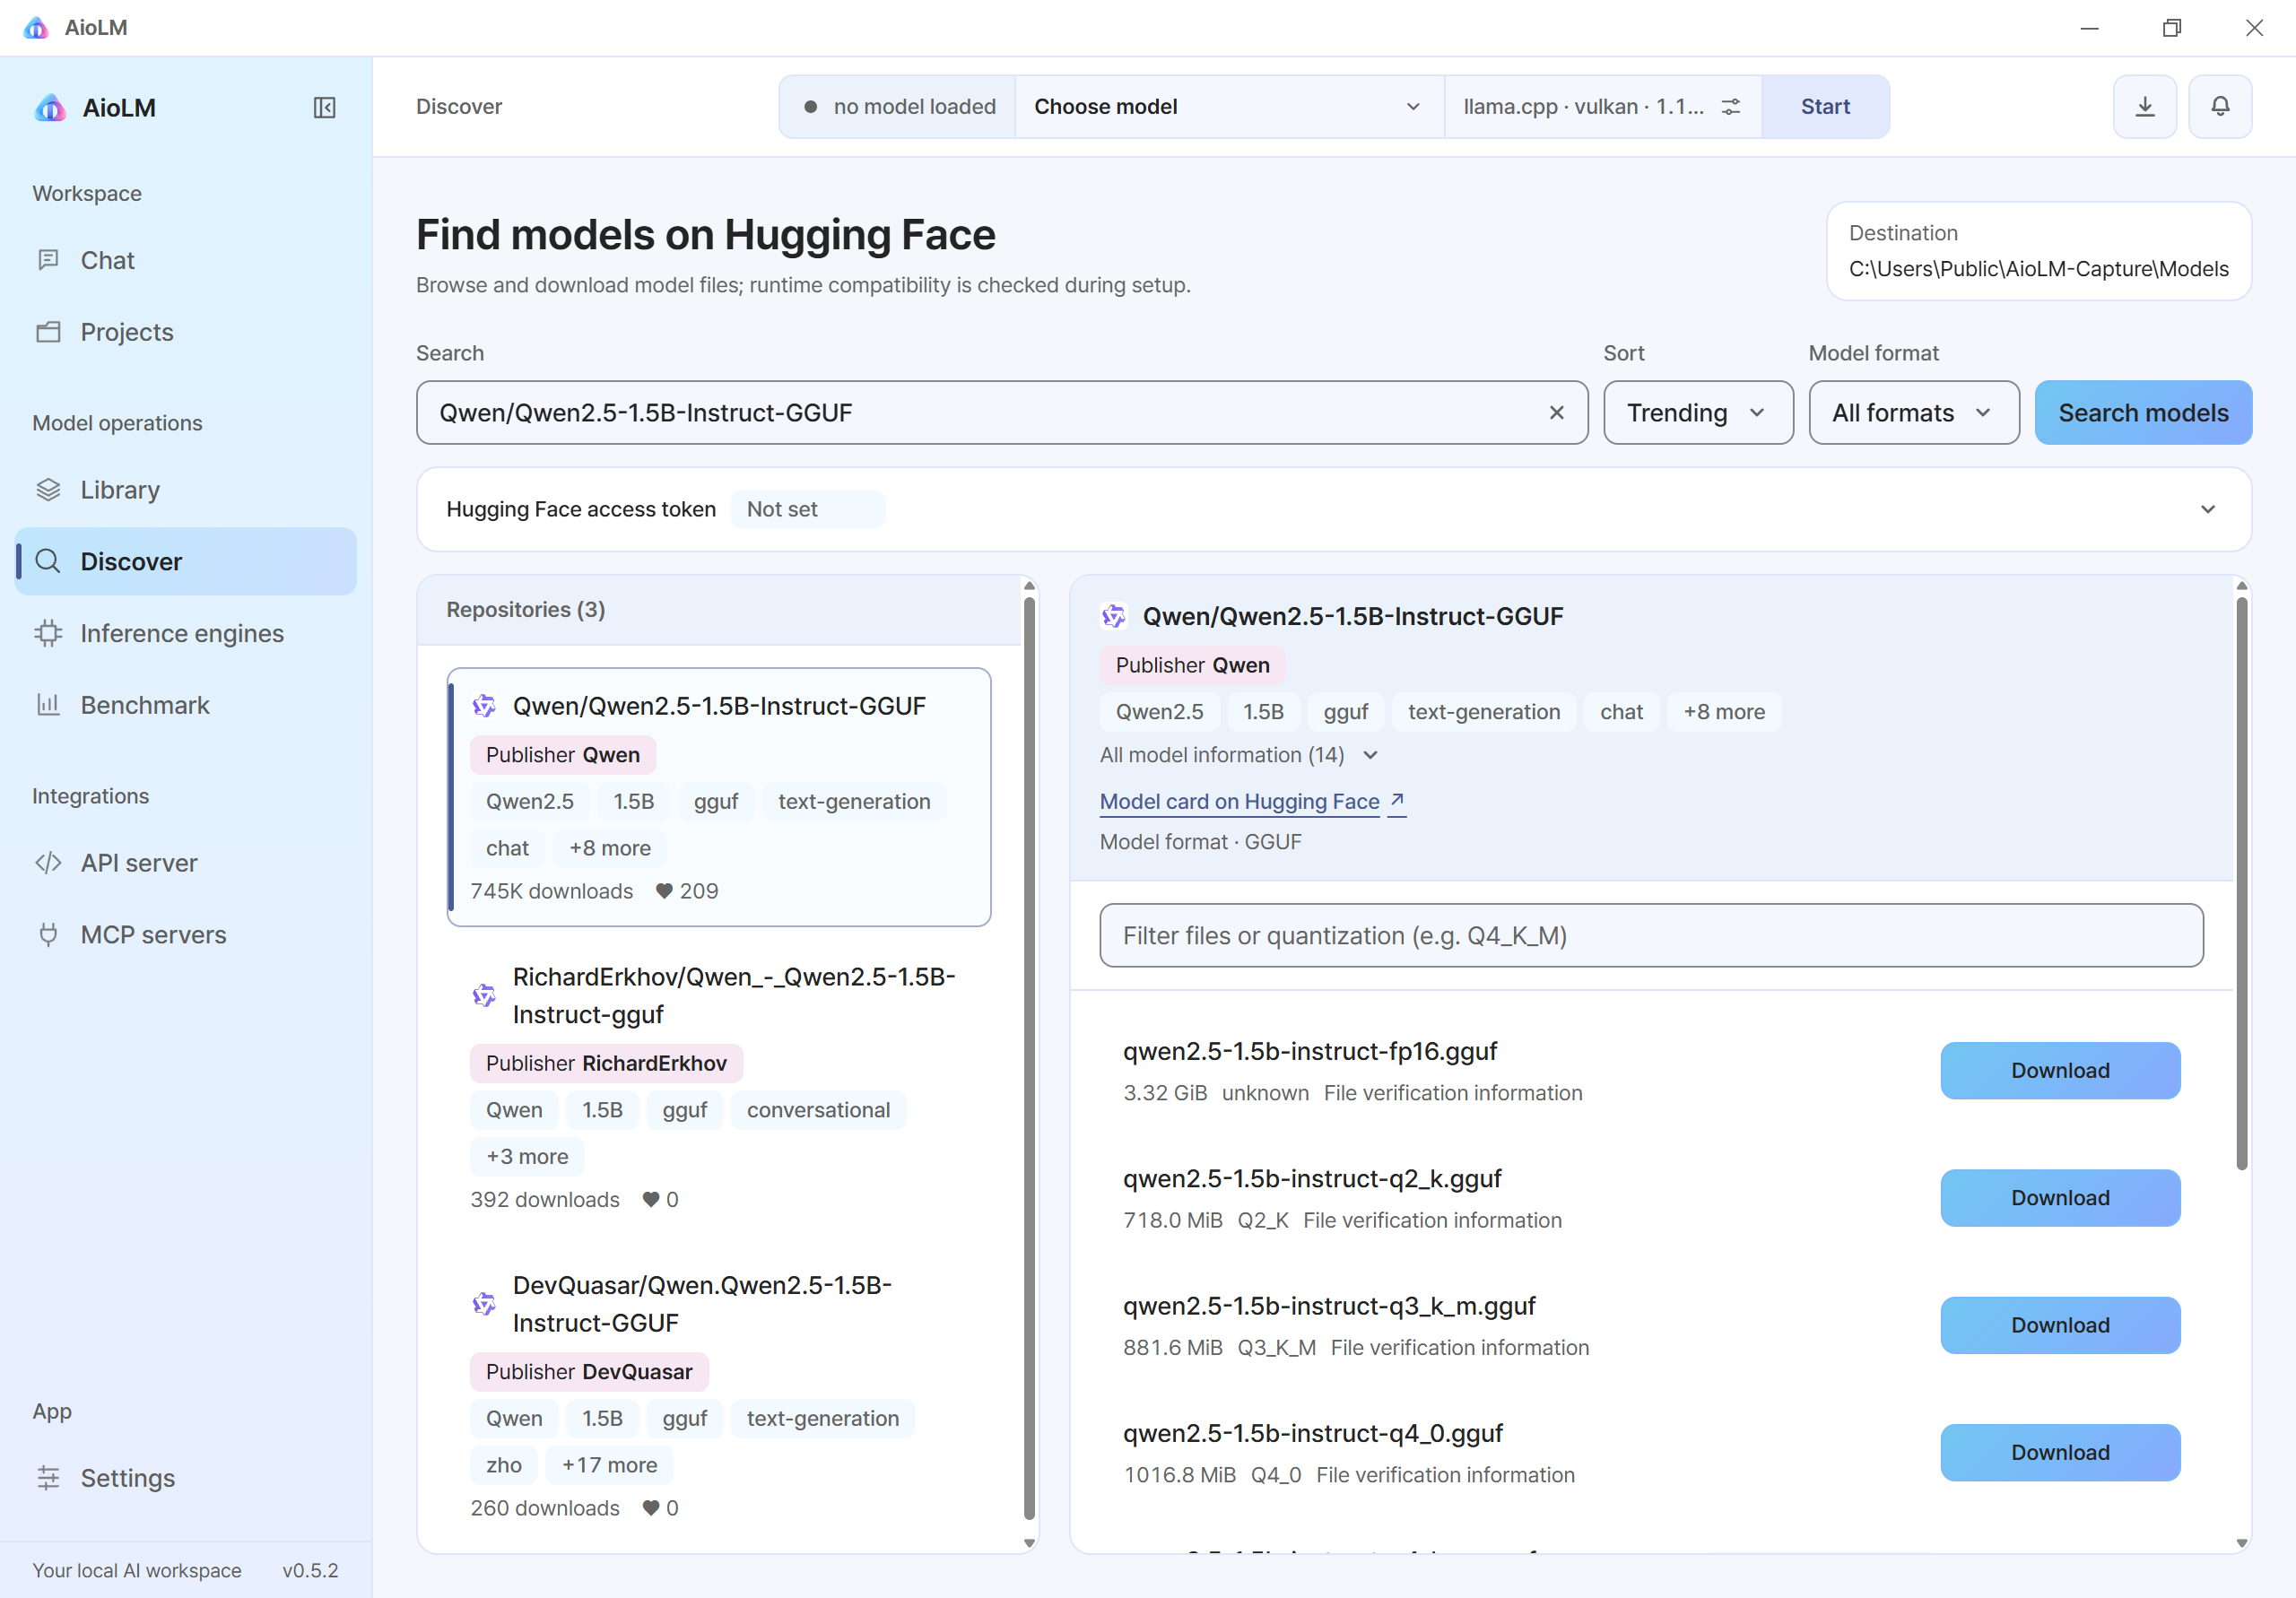 AioLM
AioLM
Workspace
Chat
Projects
Model operations
Library
Discover
Inference engines
Benchmark
Integrations
API server
MCP servers
App
Settings
Your local AI workspace v0.5.2
Discover
no model loaded
Choose model
llama.cpp · vulkan · 1.1...
Start
Find models on Hugging Face
Browse and download model files; runtime compatibility is checked during setup.
Destination
C:\Users\Public\AioLM-Capture\Models
Search
Qwen/Qwen2.5-1.5B-Instruct-GGUF
Sort
Trending
Model format
All formats
Search models
Hugging Face access token Not set
Repositories (3)
Qwen/Qwen2.5-1.5B-Instruct-GGUF
Publisher Qwen
Qwen2.5 1.5B gguf text-generation
chat +8 more
745K downloads 209
RichardErkhov/Qwen_-_Qwen2.5-1.5B-
Instruct-gguf
Publisher RichardErkhov
Qwen 1.5B gguf conversational
+3 more
392 downloads 0
DevQuasar/Qwen.Qwen2.5-1.5B-
Instruct-GGUF
Publisher DevQuasar
Qwen 1.5B gguf text-generation
zho +17 more
260 downloads 0
Qwen/Qwen2.5-1.5B-Instruct-GGUF
Publisher Qwen
Qwen2.5 1.5B gguf text-generation chat +8 more
All model information (14)
Model card on Hugging Face
Model format · GGUF
Filter files or quantization (e.g. Q4_K_M)
qwen2.5-1.5b-instruct-fp16.gguf
3.32 GiB unknown File verification information
Download
qwen2.5-1.5b-instruct-q2_k.gguf
718.0 MiB Q2_K File verification information
Download
qwen2.5-1.5b-instruct-q3_k_m.gguf
881.6 MiB Q3_K_M File verification information
Download
qwen2.5-1.5b-instruct-q4_0.gguf
1016.8 MiB Q4_0 File verification information
Download